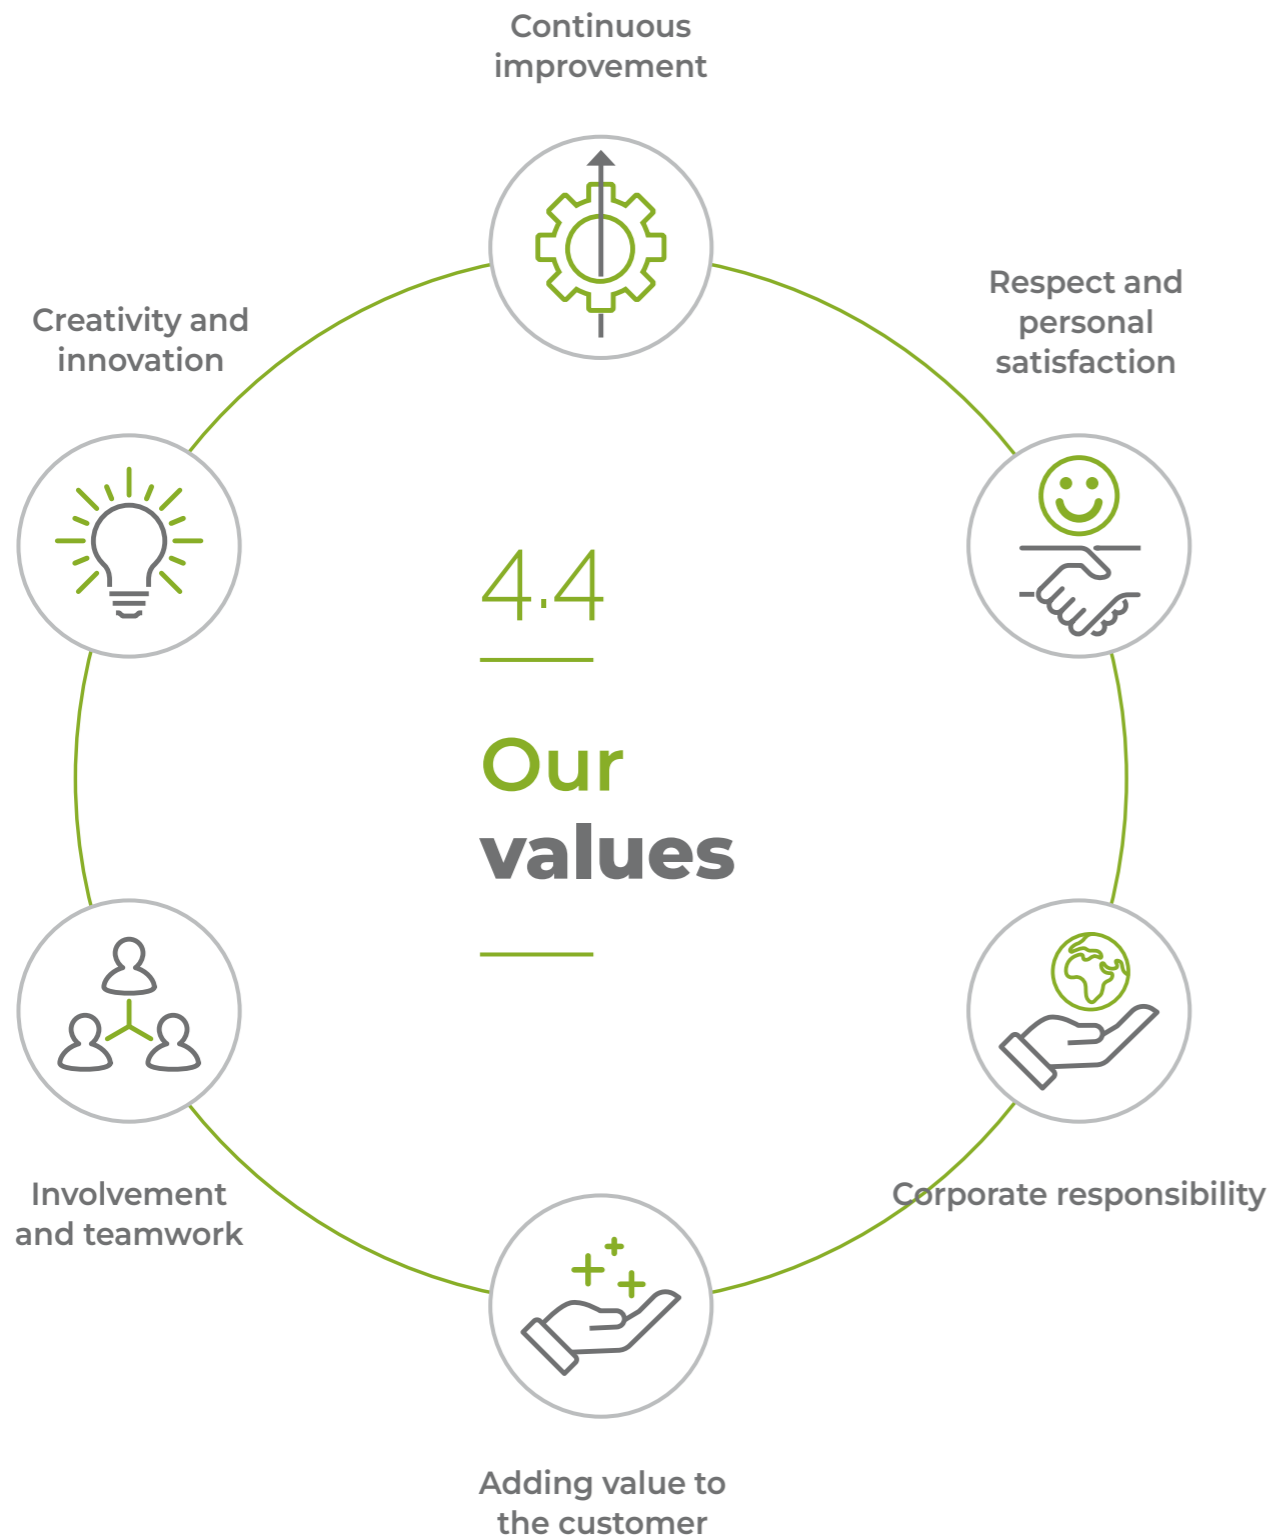 Continuous
improvement
Respect and
personal
satisfaction
Creativity and
innovation
4.4
Our
values
Involvement
and teamwork
Corporate responsibility
Adding value to
the customer